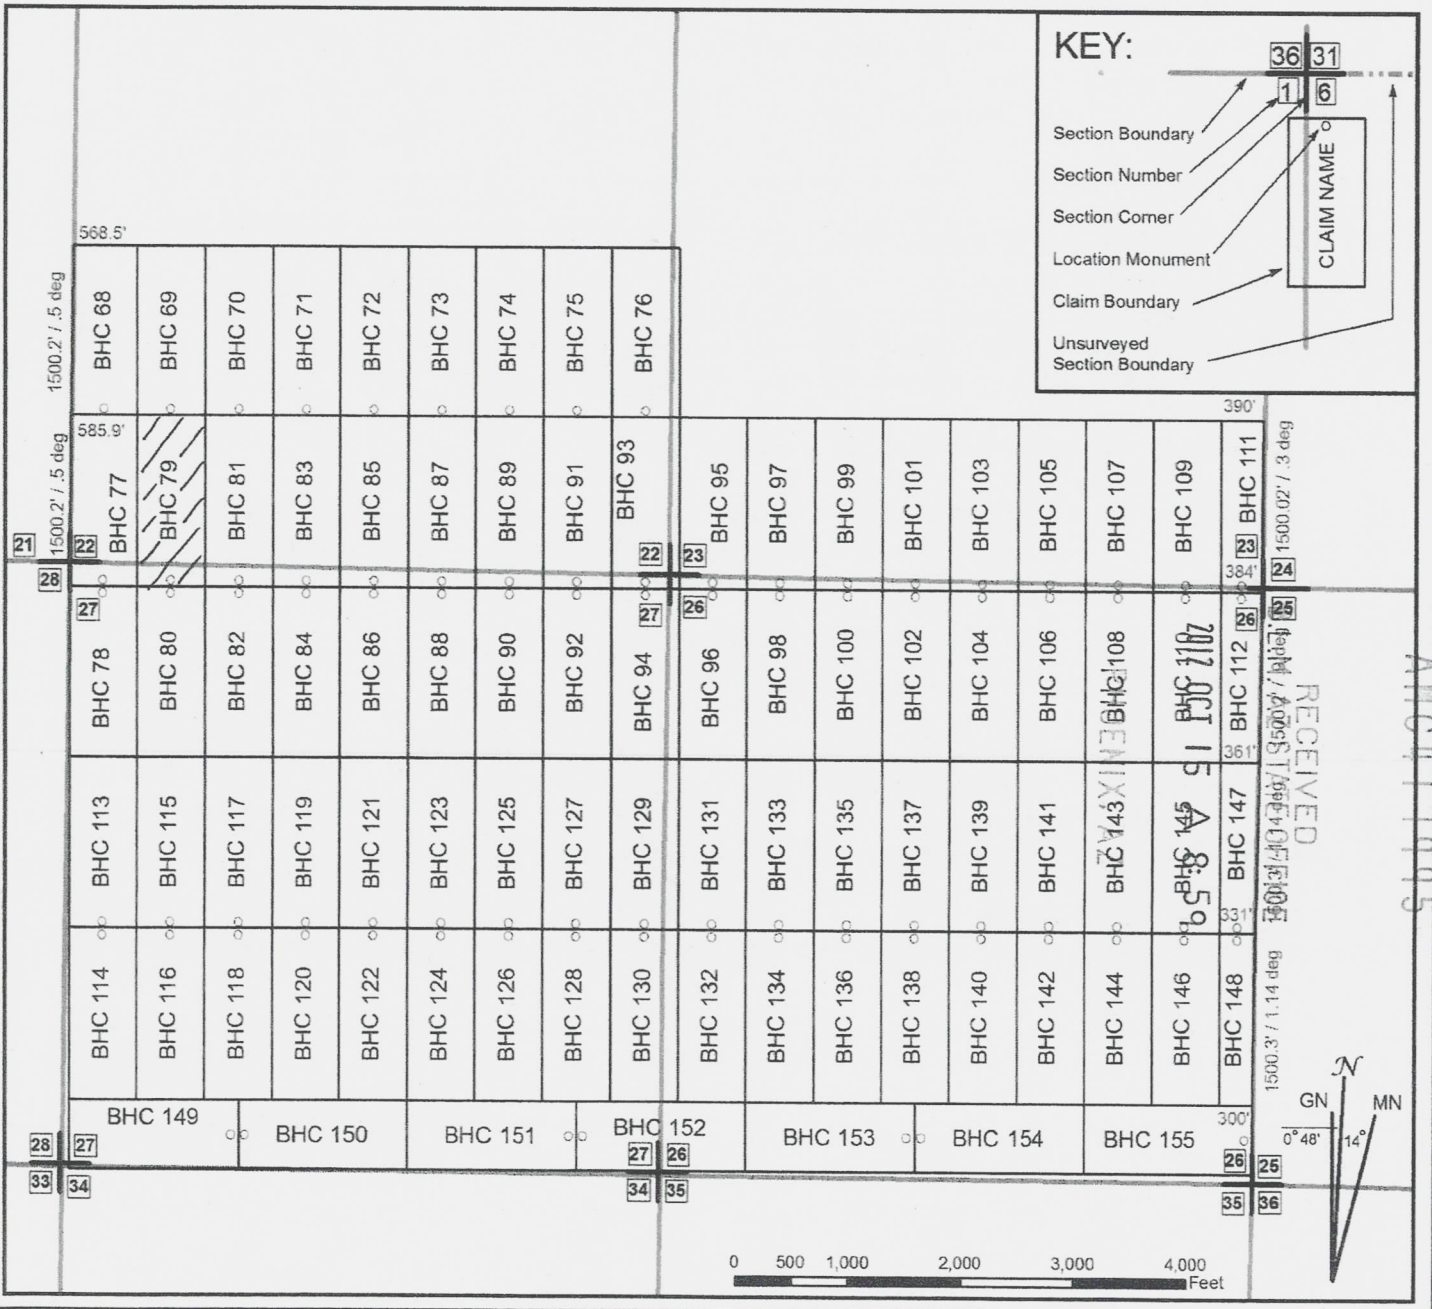 KEY:
36 31
1 6
Section Boundary
Section Number
Section Corner
Location Monument
Claim Boundary
Unsurveyed
Section Boundary
CLAIM NAME
568.5'
1500.2' / .5 deg
BHC 68
BHC 69
BHC 70
BHC 71
BHC 72
BHC 73
BHC 74
BHC 75
BHC 76
390'
585.9'
1500.2' / .5 deg
BHC 77
BHC 79
BHC 81
BHC 83
BHC 85
BHC 87
BHC 89
BHC 91
BHC 93
BHC 95
BHC 97
BHC 99
BHC 101
BHC 103
BHC 105
BHC 107
BHC 109
BHC 111
1500.02' / .3 deg
21 22
28 27
22 23
27 26
23 24
384'
26 25
BHC 78
BHC 80
BHC 82
BHC 84
BHC 86
BHC 88
BHC 90
BHC 92
BHC 94
BHC 96
BHC 98
BHC 100
BHC 102
BHC 104
BHC 106
BHC 108
BHC 112
361'
RECEIVED
2012 OCT 15 A 8:59
PHOENIX, AZ
BHC 113
BHC 115
BHC 117
BHC 119
BHC 121
BHC 123
BHC 125
BHC 127
BHC 129
BHC 131
BHC 133
BHC 135
BHC 137
BHC 139
BHC 141
BHC 143
BHC 145
BHC 147
331'
BHC 114
BHC 116
BHC 118
BHC 120
BHC 122
BHC 124
BHC 126
BHC 128
BHC 130
BHC 132
BHC 134
BHC 136
BHC 138
BHC 140
BHC 142
BHC 144
BHC 146
BHC 148
1500.3' / 1.14 deg
300'
BHC 149
BHC 150
BHC 151
BHC 152
BHC 153
BHC 154
BHC 155
28 27
33 34
27 26
34 35
26 25
35 36
N
GN
MN
0° 48'
14°
0 500 1,000 2,000 3,000 4,000
Feet